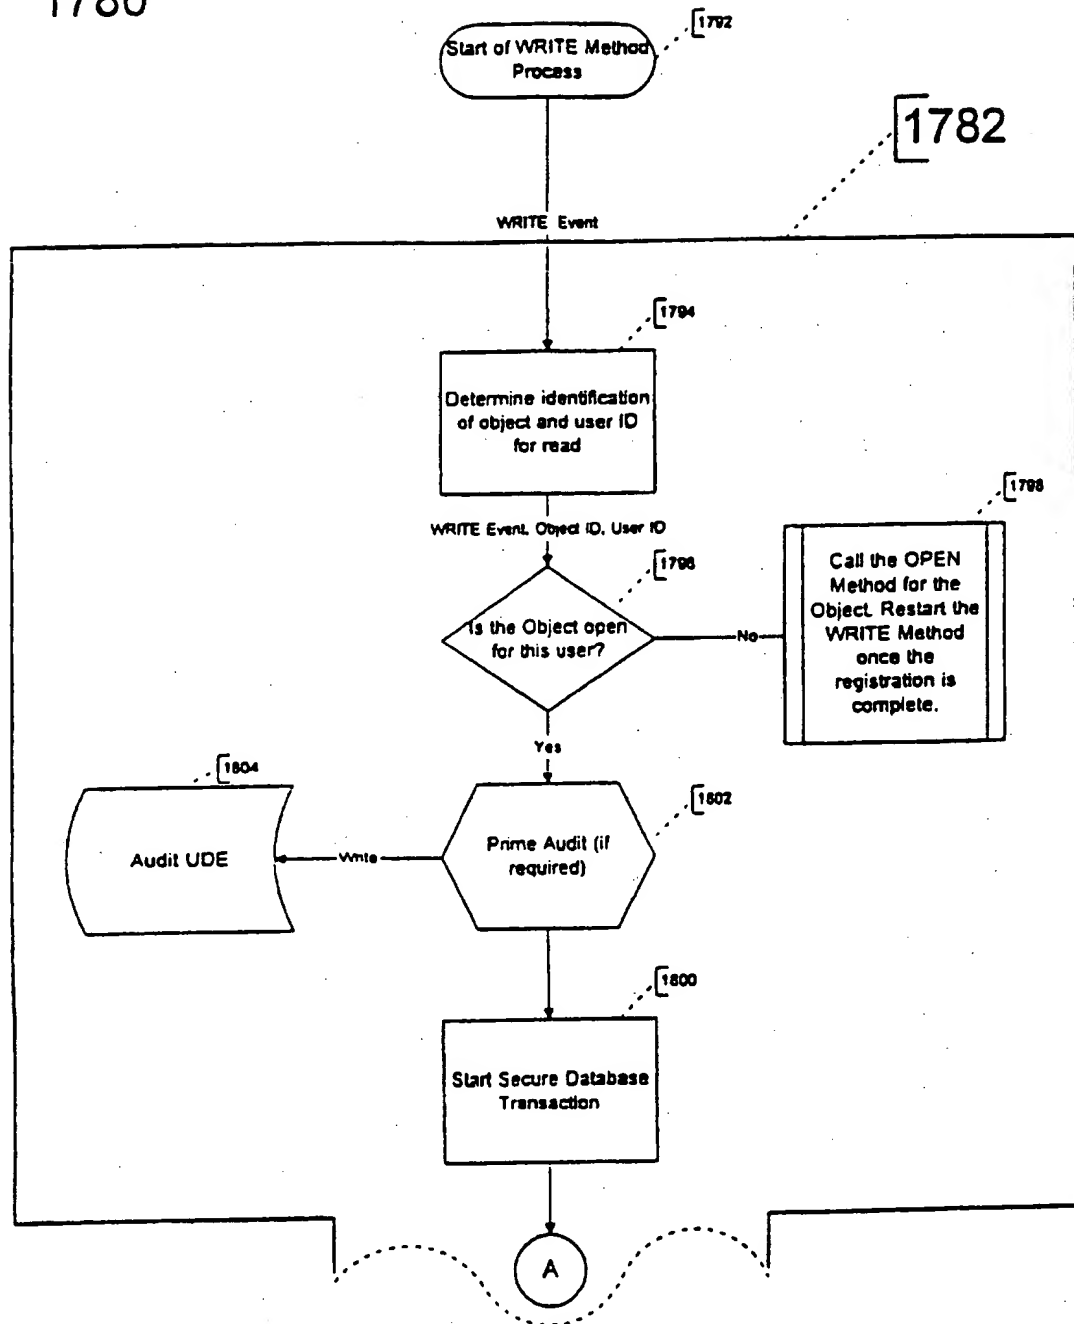 1780
1792
Start of WRITE Method
Process
1782
WRITE Event
1794
Determine identification
of object and user ID
for read
1798
WRITE Event, Object ID, User ID
1796
Call the OPEN
Method for the
Object. Restart the
WRITE Method
once the
registration is
complete.
Is the Object open
for this user?
No
Yes
1804
1802
Audit UDE
Write
Prime Audit (if
required)
1800
Start Secure Database
Transaction
A